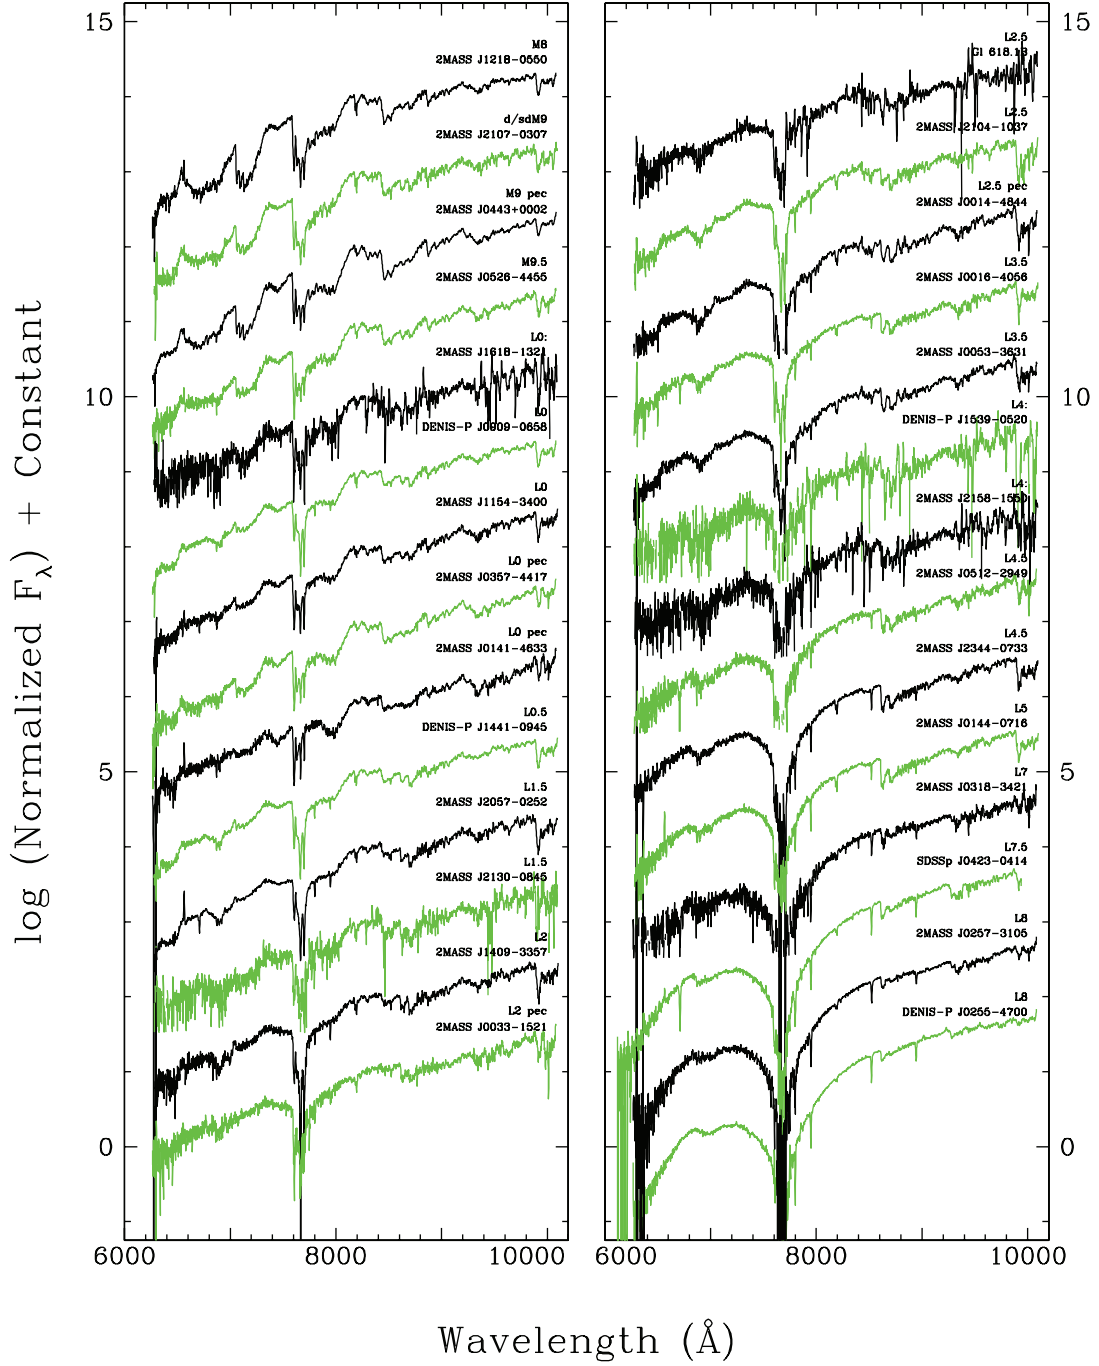 15
M8
2MASS J1218-0550
d/sdM9
2MASS J2107-0307
M9 pec
2MASS J0443+0002
M9.5
2MASS J0526-4455
L0:
2MASS J1618-1321
10
L0
DENIS-P J0909-0658
L0
2MASS J1154-3400
L0 pec
2MASS J0357-4417
L0 pec
2MASS J0141-4633
L0.5
DENIS-P J1441-0945
5
L1.5
2MASS J2057-0252
L1.5
2MASS J2130-0845
L2
2MASS J1409-3357
L2 pec
2MASS J0033-1521
0
6000 8000 10000
L2.5
Gl 618.1B
15
L2.5
2MASS J2104-1037
L2.5 pec
2MASS J0014-4844
L3.5
2MASS J0016-4056
L3.5
2MASS J0053-3631
10
L4:
DENIS-P J1539-0520
L4:
2MASS J2158-1550
L4.5
2MASS J0512-2949
L4.5
2MASS J2344-0733
L5
2MASS J0144-0716
5
L7
2MASS J0318-3421
L7.5
SDSSp J0423-0414
L8
2MASS J0257-3105
L8
DENIS-P J0255-4700
0
6000 8000 10000
log (Normalized Fλ) + Constant
Wavelength (Å)